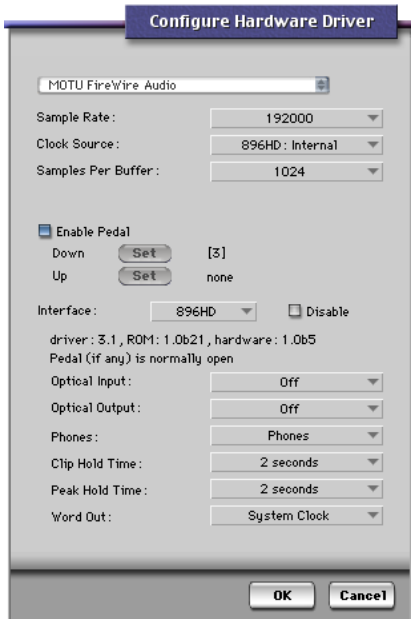 Configure Hardware Driver
MOTU FireWire Audio
Sample Rate: 192000
Clock Source: 896HD: Internal
Samples Per Buffer: 1024
Enable Pedal
Down Set [3]
Up Set none
Interface: 896HD Disable
driver: 3.1, ROM: 1.0b21, hardware: 1.0b5
Pedal (if any) is normally open
Optical Input: Off
Optical Output: Off
Phones: Phones
Clip Hold Time: 2 seconds
Peak Hold Time: 2 seconds
Word Out: System Clock
OK Cancel